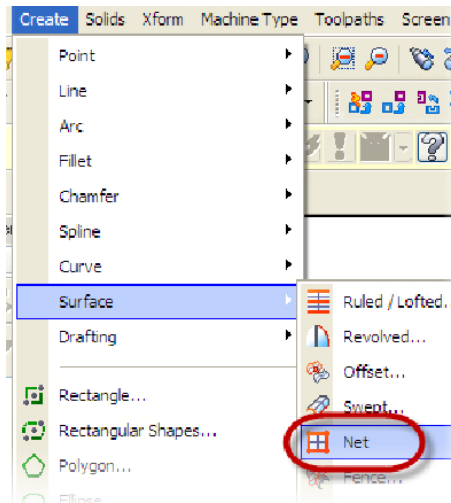 Create Solids Xform Machine Type Toolpaths Screen
Point
Line
Arc
Fillet
Chamfer
Spline
Curve
Surface
Drafting
Rectangle...
Rectangular Shapes...
Polygon...
Ellipse
Ruled / Lofted..
Revolved...
Offset...
Swept...
Net
Fence...